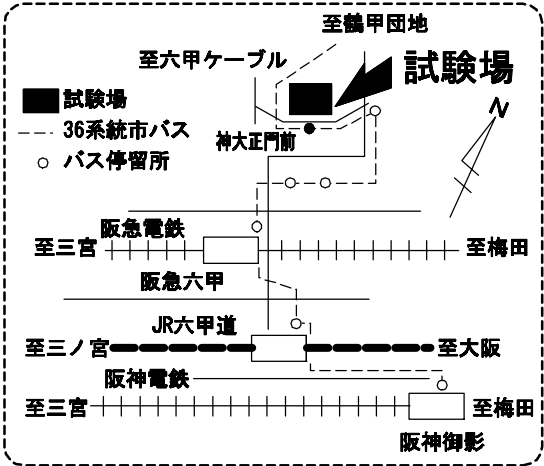 至鶴甲団地
至六甲ケーブル
試験場
試験場
36系統市バス
バス停留所
神大正門前
N
阪急電鉄
至三宮
至梅田
阪急六甲
JR六甲道
至三ノ宮
至大阪
阪神電鉄
至三宮
至梅田
阪神御影